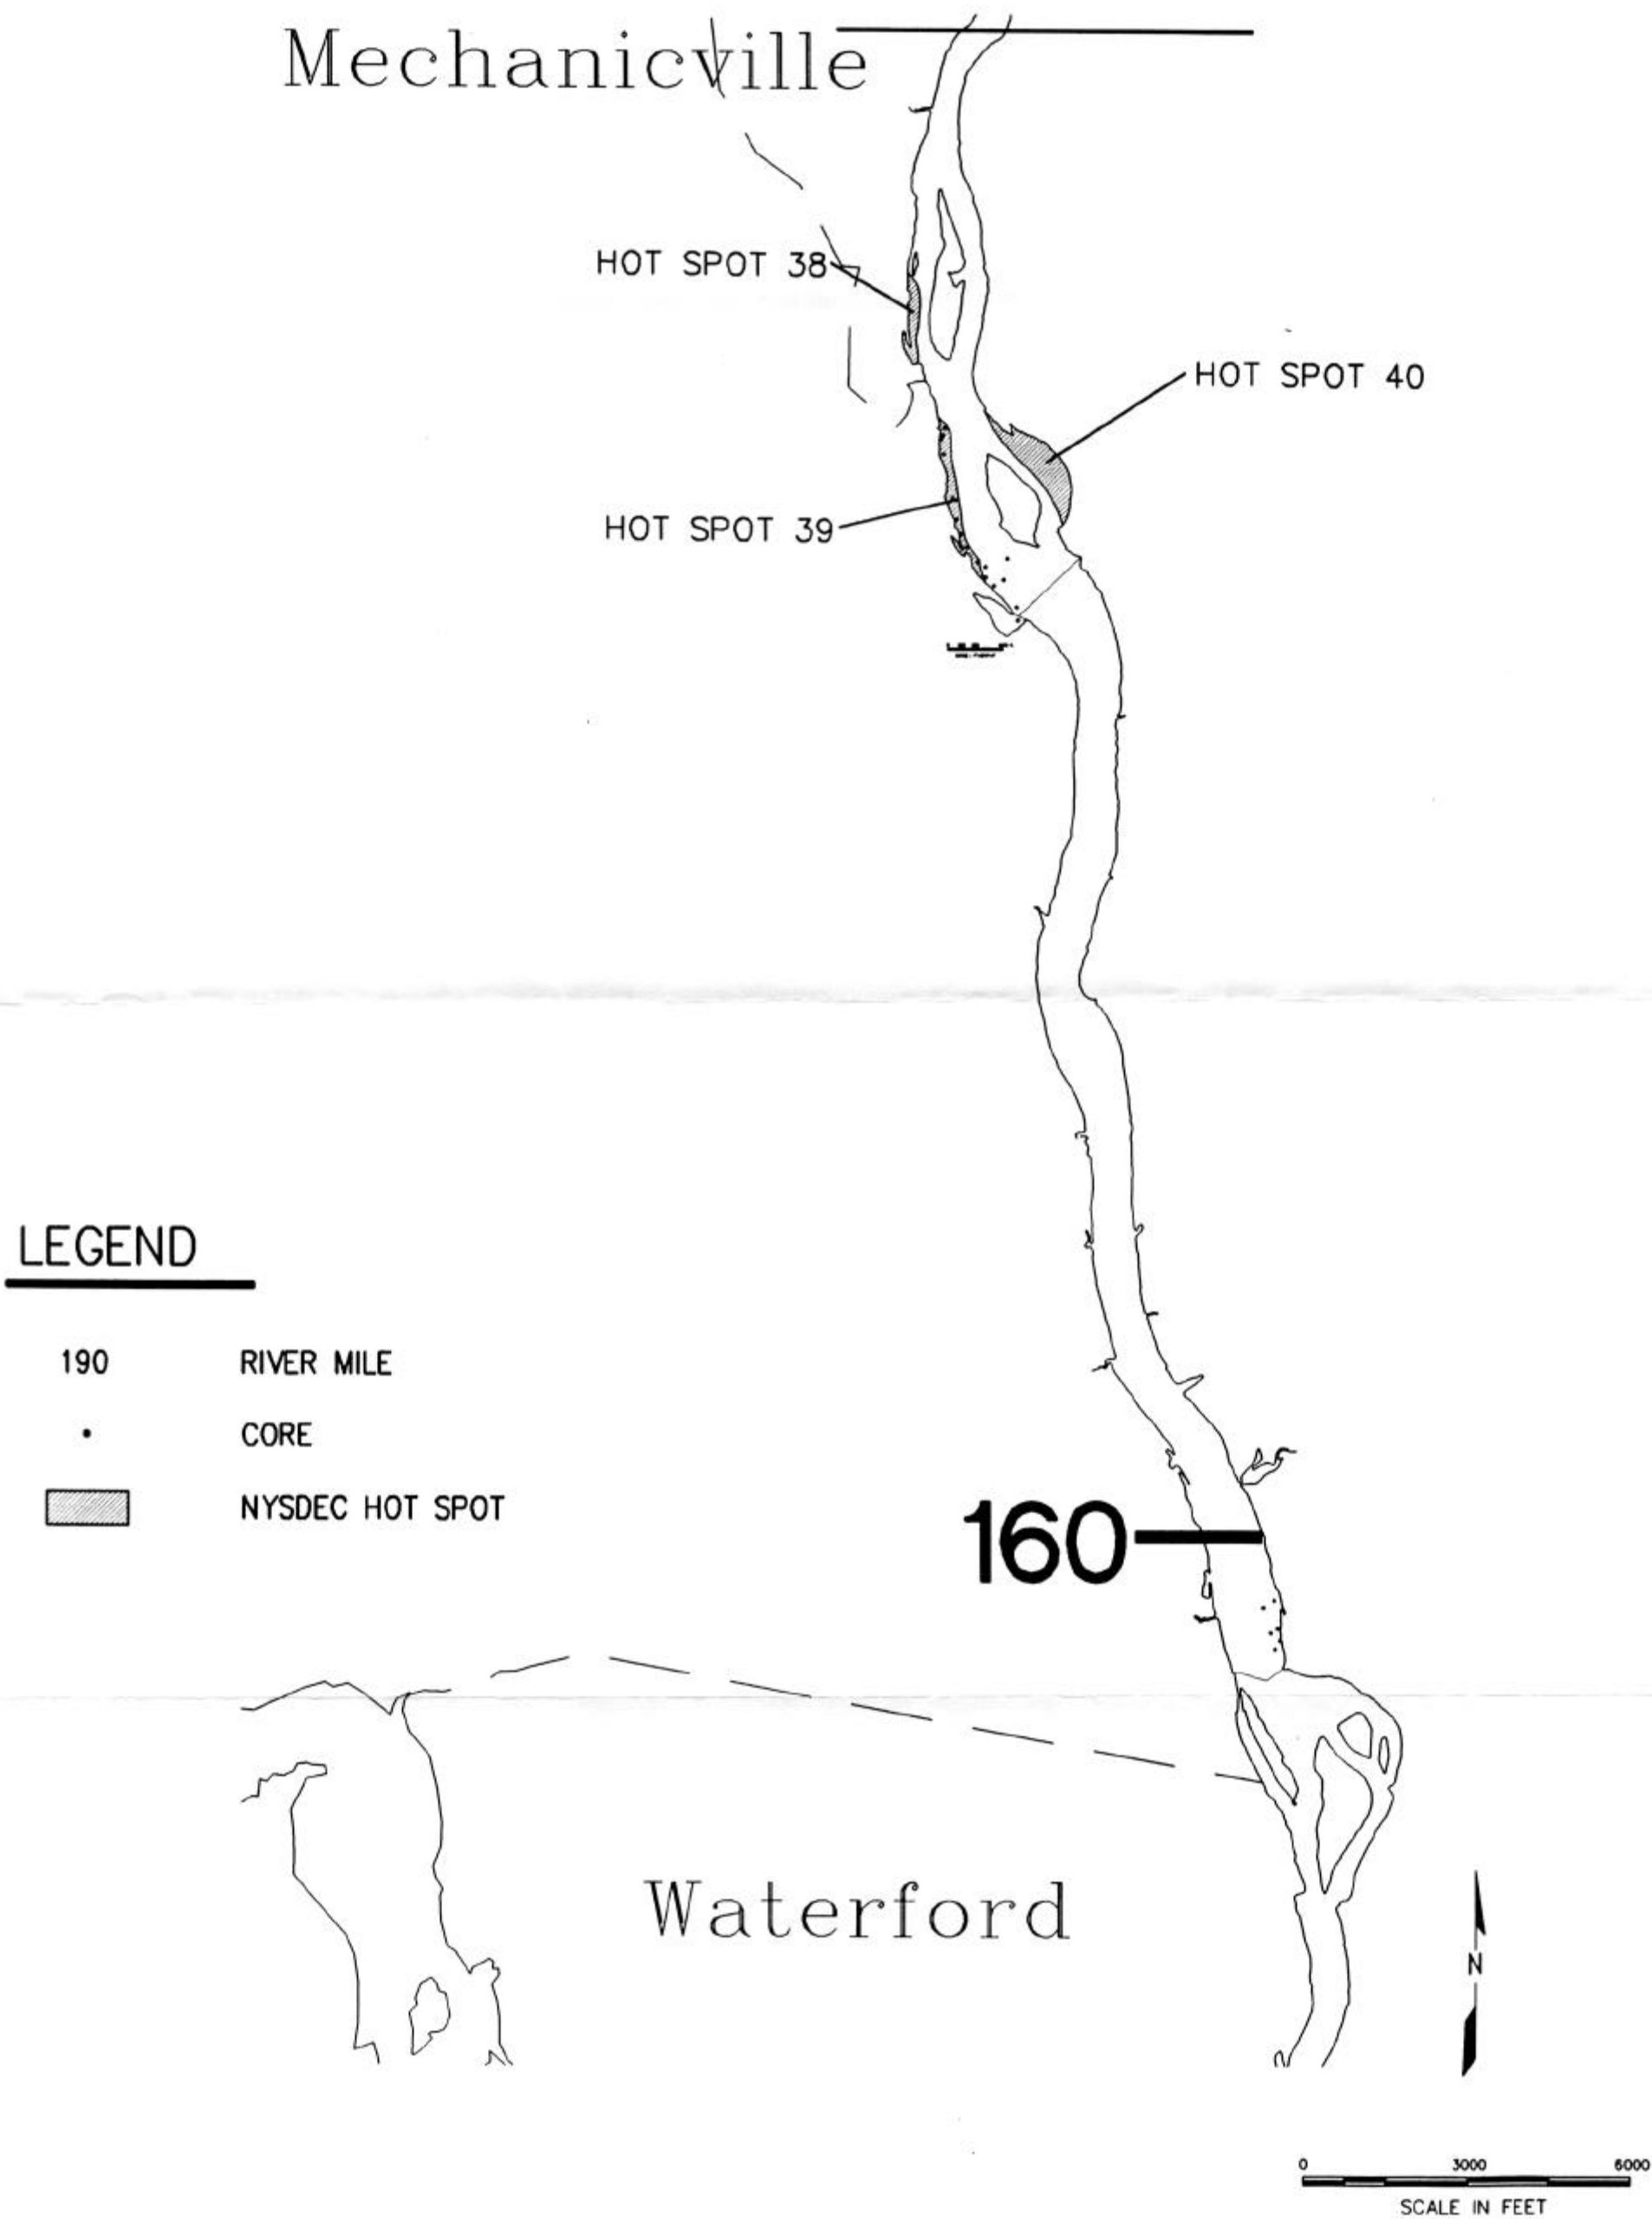 Mechanicville
HOT SPOT 38
HOT SPOT 40
HOT SPOT 39
LEGEND
190 RIVER MILE
CORE
NYSDEC HOT SPOT
160
Waterford
N
0 3000 6000
SCALE IN FEET